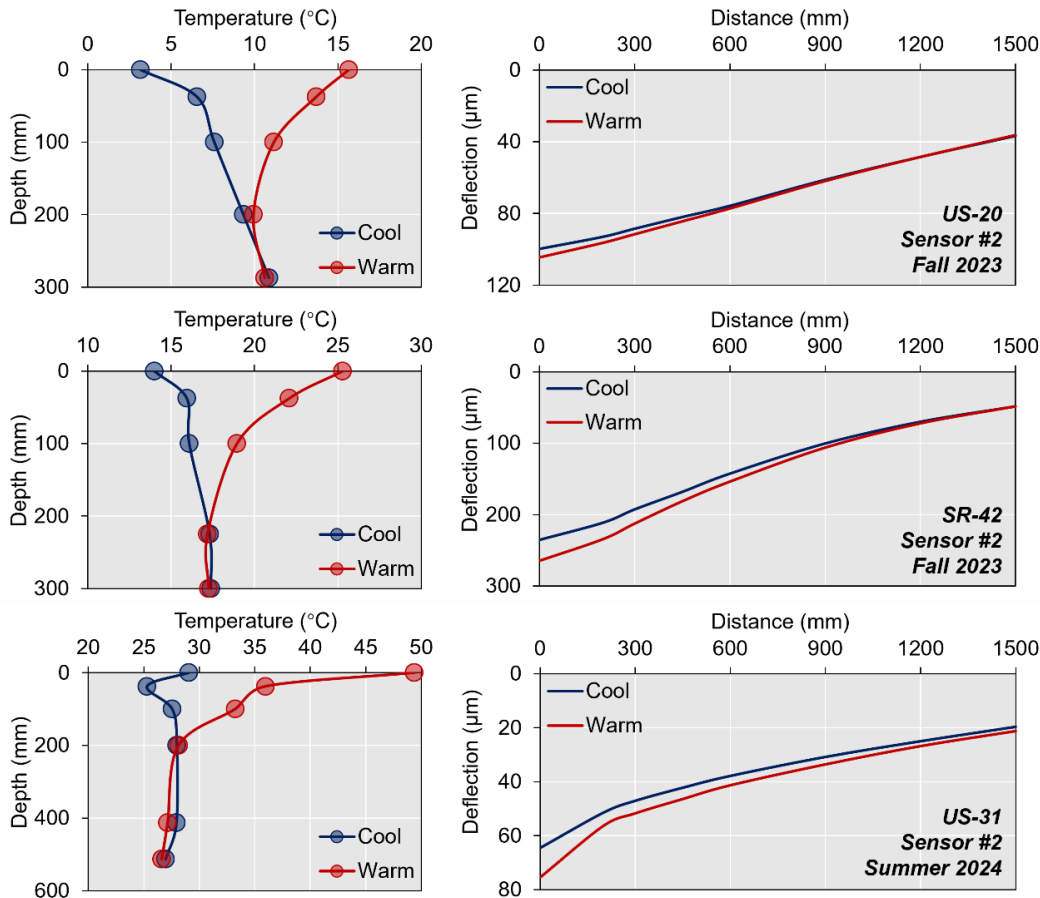 Temperature (°C)
0 5 10 15 20
Depth (mm)
0
100
200
300
Cool
Warm
Distance (mm)
0 300 600 900 1200 1500
Deflection (µm)
0
40
80
120
Cool
Warm
US-20
Sensor #2
Fall 2023
Temperature (°C)
10 15 20 25 30
Depth (mm)
0
100
200
300
Cool
Warm
Distance (mm)
0 300 600 900 1200 1500
Deflection (µm)
0
100
200
300
Cool
Warm
SR-42
Sensor #2
Fall 2023
Temperature (°C)
20 25 30 35 40 45 50
Depth (mm)
0
200
400
600
Cool
Warm
Distance (mm)
0 300 600 900 1200 1500
Deflection (µm)
0
20
40
60
80
Cool
Warm
US-31
Sensor #2
Summer 2024